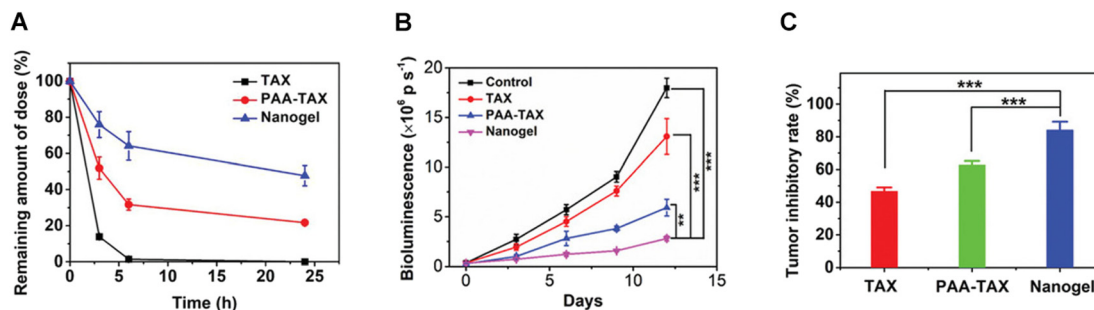 A
Remaining amount of dose (%)
100
80
60
40
20
0
TAX
PAA-TAX
Nanogel
0 5 10 15 20 25
Time (h)
B
Bioluminescence (×10⁶ p s⁻¹)
20
15
10
5
0
Control
TAX
PAA-TAX
Nanogel
**
***
***
0 5 10 15
Days
C
Tumor inhibitory rate (%)
100
80
60
40
20
0
***
***
TAX PAA-TAX Nanogel